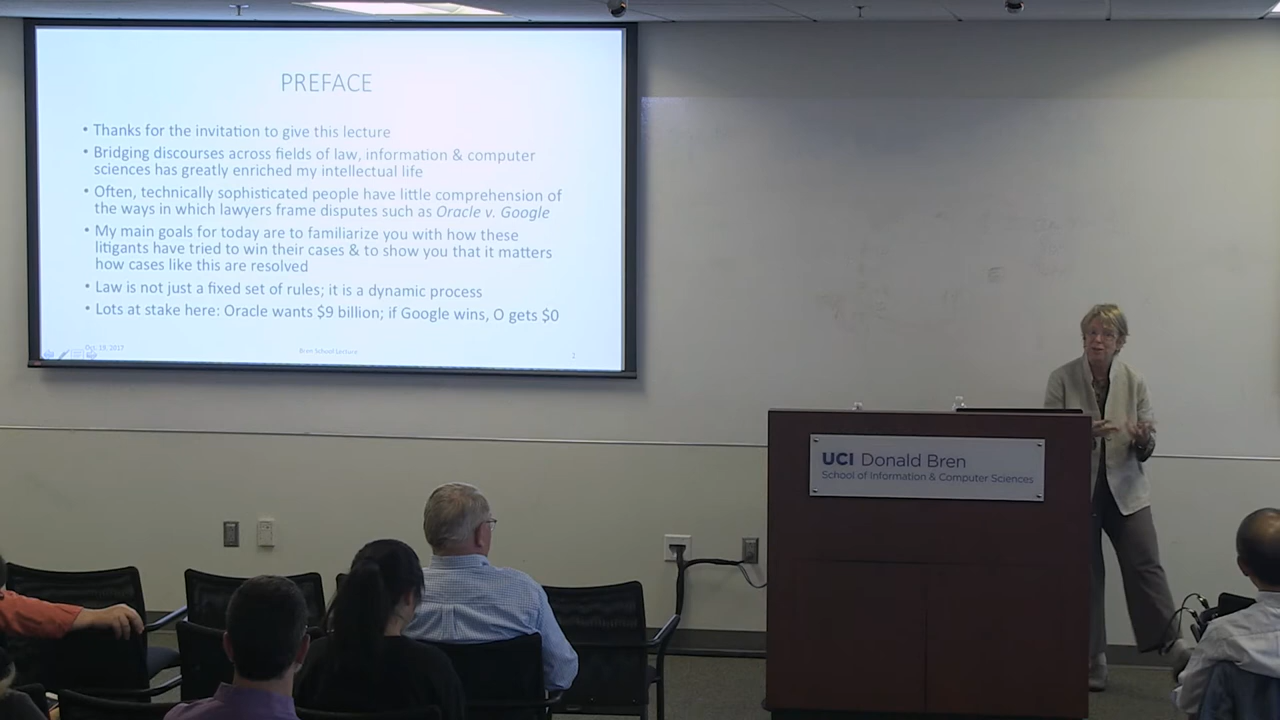 PREFACE
• Thanks for the invitation to give this lecture
• Bridging discourses across fields of law, information & computer
sciences has greatly enriched my intellectual life
• Often, technically sophisticated people have little comprehension of
the ways in which lawyers frame disputes such as Oracle v. Google
• My main goals for today are to familiarize you with how these
litigants have tried to win their cases & to show you that it matters
how cases like this are resolved
• Law is not just a fixed set of rules; it is a dynamic process
• Lots at stake here: Oracle wants $9 billion; if Google wins, O gets $0
Bren School Lecture
2
UCI Donald Bren
School of Information & Computer Sciences